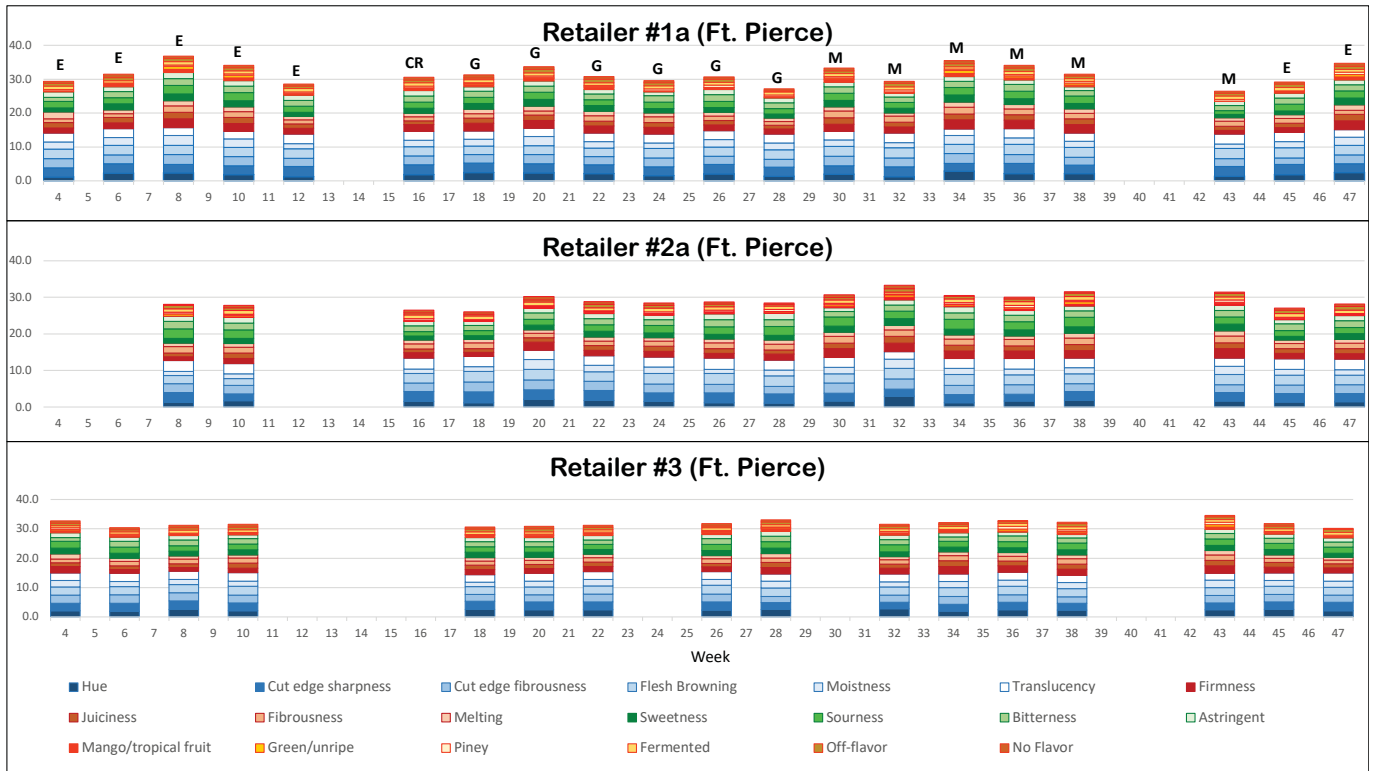 Retailer #1a (Ft. Pierce)
E E E E E CR G G G G G G M M M M M M E E
40.0
30.0
20.0
10.0
0.0
4 5 6 7 8 9 10 11 12 13 14 15 16 17 18 19 20 21 22 23 24 25 26 27 28 29 30 31 32 33 34 35 36 37 38 39 40 41 42 43 44 45 46 47
Retailer #2a (Ft. Pierce)
40.0
30.0
20.0
10.0
0.0
4 5 6 7 8 9 10 11 12 13 14 15 16 17 18 19 20 21 22 23 24 25 26 27 28 29 30 31 32 33 34 35 36 37 38 39 40 41 42 43 44 45 46 47
Retailer #3 (Ft. Pierce)
40.0
30.0
20.0
10.0
0.0
4 5 6 7 8 9 10 11 12 13 14 15 16 17 18 19 20 21 22 23 24 25 26 27 28 29 30 31 32 33 34 35 36 37 38 39 40 41 42 43 44 45 46 47
Week
Hue Cut edge sharpness Cut edge fibrousness Flesh Browning Moistness Translucency Firmness
Juiciness Fibrousness Melting Sweetness Sourness Bitterness Astringent
Mango/tropical fruit Green/unripe Piney Fermented Off-flavor No Flavor